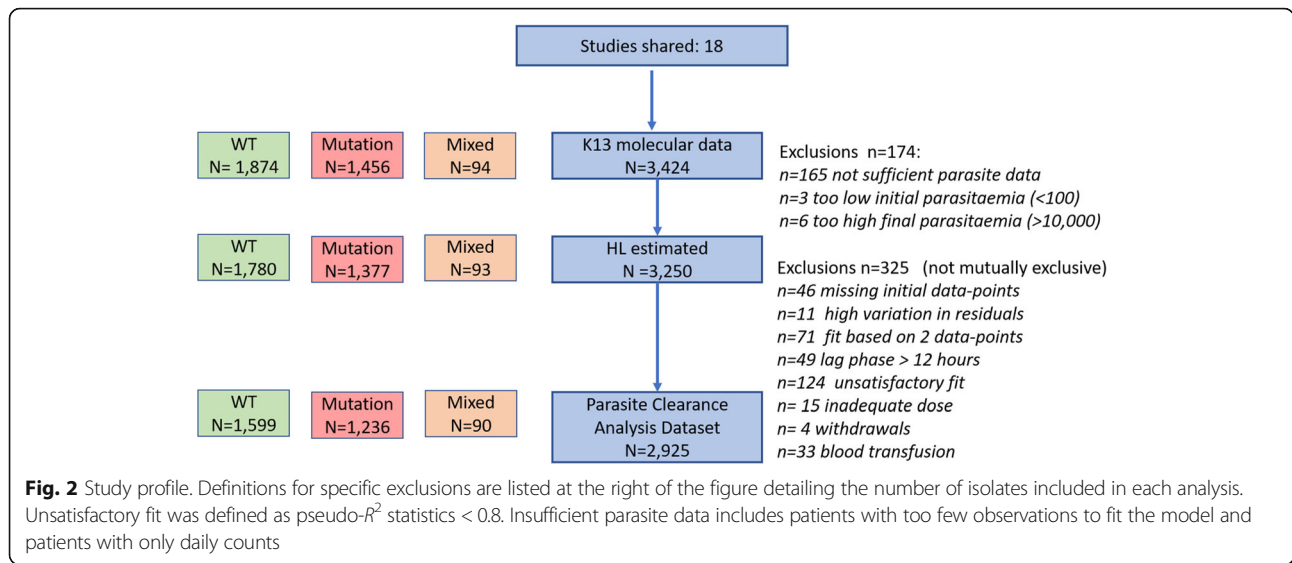 Studies shared: 18
WT
N= 1,874
Mutation
N=1,456
Mixed
N=94
K13 molecular data
N=3,424
Exclusions n=174:
n=165 not sufficient parasite data
n=3 too low initial parasitaemia (<100)
n=6 too high final parasitaemia (>10,000)
WT
N=1,780
Mutation
N=1,377
Mixed
N=93
HL estimated
N =3,250
Exclusions n=325 (not mutually exclusive)
n=46 missing initial data-points
n=11 high variation in residuals
n=71 fit based on 2 data-points
n=49 lag phase > 12 hours
n=124 unsatisfactory fit
n= 15 inadequate dose
n= 4 withdrawals
n=33 blood transfusion
WT
N=1,599
Mutation
N=1,236
Mixed
N=90
Parasite Clearance
Analysis Dataset
N=2,925
Fig. 2 Study profile. Definitions for specific exclusions are listed at the right of the figure detailing the number of isolates included in each analysis.
Unsatisfactory fit was defined as pseudo-R² statistics < 0.8. Insufficient parasite data includes patients with too few observations to fit the model and
patients with only daily counts